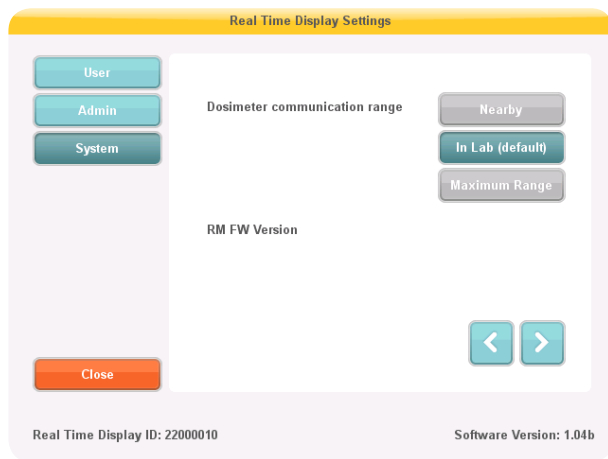 Real Time Display Settings
User
Admin
System
Dosimeter communication range
Nearby
In Lab (default)
Maximum Range
RM FW Version
Close
Real Time Display ID: 22000010
Software Version: 1.04b